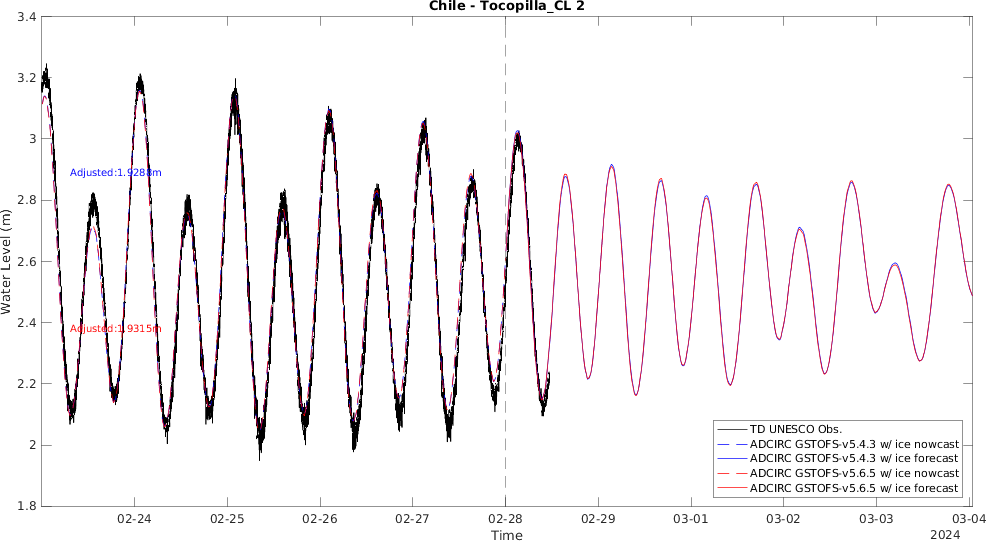 Chile - Tocopilla_CL 2
3.4
3.2
3
2.8
2.6
2.4
2.2
2
1.8
Water Level (m)
Adjusted:1.9288m
Adjusted:1.9315m
TD UNESCO Obs.
ADCIRC GSTOFS-v5.4.3 w/ ice nowcast
ADCIRC GSTOFS-v5.4.3 w/ ice forecast
ADCIRC GSTOFS-v5.6.5 w/ ice nowcast
ADCIRC GSTOFS-v5.6.5 w/ ice forecast
02-24 02-25 02-26 02-27 02-28 02-29 03-01 03-02 03-03 03-04
Time
2024